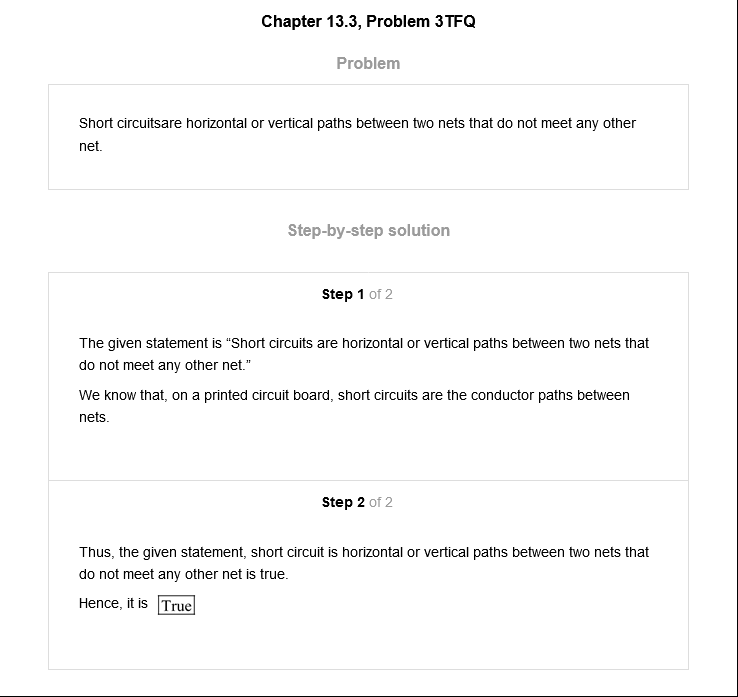 Chapter 13.3, Problem 3TFQ
Problem
Short circuitsare horizontal or vertical paths between two nets that do not meet any other
net.
Step-by-step solution
Step 1 of 2
The given statement is “Short circuits are horizontal or vertical paths between two nets that
do not meet any other net.”
We know that, on a printed circuit board, short circuits are the conductor paths between
nets.
Step 2 of 2
Thus, the given statement, short circuit is horizontal or vertical paths between two nets that
do not meet any other net is true.
Hence, it is True